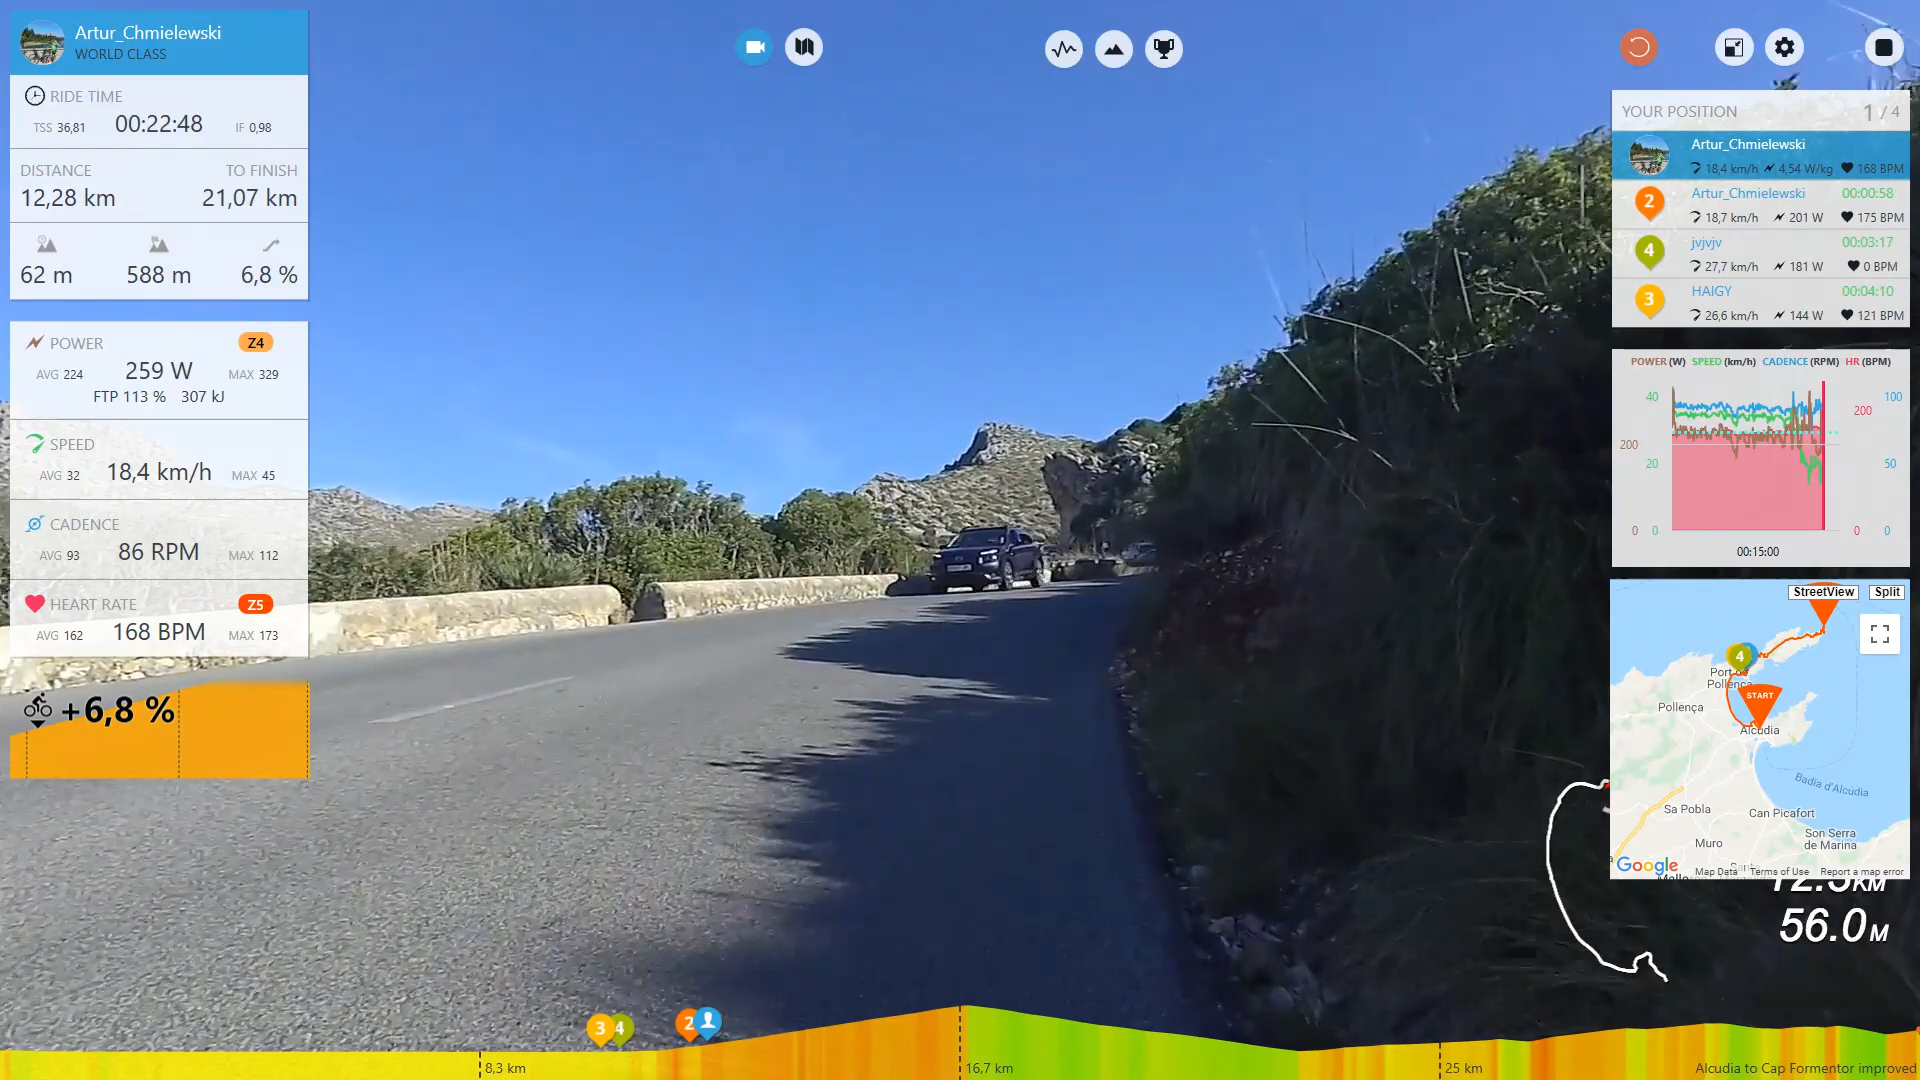 Artur_Chmielewski
WORLD CLASS
RIDE TIME
TSS 36,81 00:22:48 IF 0,98
DISTANCE TO FINISH
12,28 km 21,07 km
62 m 588 m 6,8 %
POWER Z4
AVG 224 259 W MAX 329
FTP 113 % 307 kJ
SPEED
AVG 32 18,4 km/h MAX 45
CADENCE
AVG 93 86 RPM MAX 112
HEART RATE Z5
AVG 162 168 BPM MAX 173
+6,8 %
YOUR POSITION 1 / 4
Artur_Chmielewski
18,4 km/h 4,54 W/kg 168 BPM
2 Artur_Chmielewski 00:00:58
18,7 km/h 201 W 175 BPM
4 jvjvjv 00:03:17
27,7 km/h 181 W 0 BPM
3 HAIGY 00:04:10
26,6 km/h 144 W 121 BPM
POWER (W) SPEED (km/h) CADENCE (RPM) HR (BPM)
40 200 100
200 20 50
0 0 0 0
00:15:00
StreetView Split
4
Port de
Pollença
START
Pollença
Alcúdia
Badia d'Alcúdia
Sa Pobla
Can Picafort
Son Serra
de Marina
Muro
Google
Map Data Terms of Use Report a map error
12.3KM
56.0M
3 4 2
8,3 km 16,7 km 25 km Alcudia to Cap Formentor improved